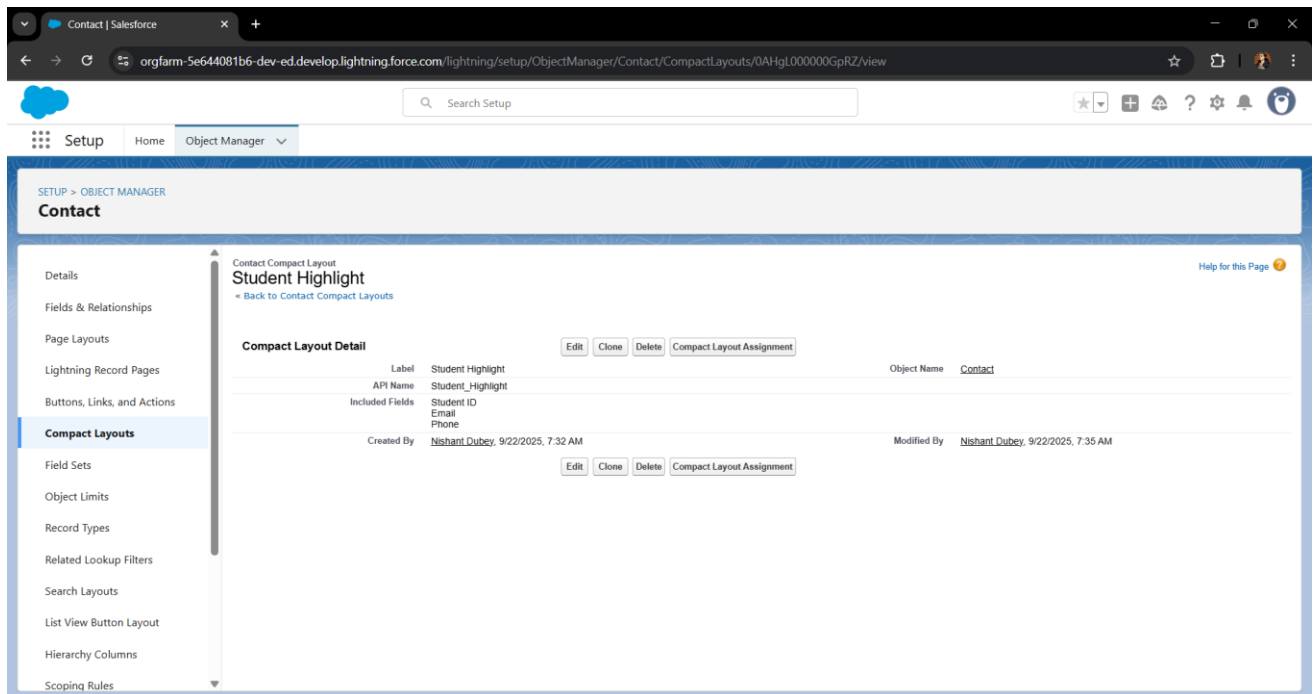 Contact | Salesforce
orgfarm-5e644081b6-dev-ed.develop.lightning.force.com/lightning/setup/ObjectManager/Contact/CompactLayouts/0AHgL000000GpRZ/view
Search Setup
Setup Home Object Manager
SETUP > OBJECT MANAGER
Contact
Details
Fields & Relationships
Page Layouts
Lightning Record Pages
Buttons, Links, and Actions
Compact Layouts
Field Sets
Object Limits
Record Types
Related Lookup Filters
Search Layouts
List View Button Layout
Hierarchy Columns
Scoping Rules
Contact Compact Layout
Student Highlight
« Back to Contact Compact Layouts
Help for this Page
Compact Layout Detail Edit Clone Delete Compact Layout Assignment
Label Student Highlight Object Name Contact
API Name Student_Highlight
Included Fields Student ID
Email
Phone
Created By Nishant Dubey, 9/22/2025, 7:32 AM Modified By Nishant Dubey, 9/22/2025, 7:35 AM
Edit Clone Delete Compact Layout Assignment